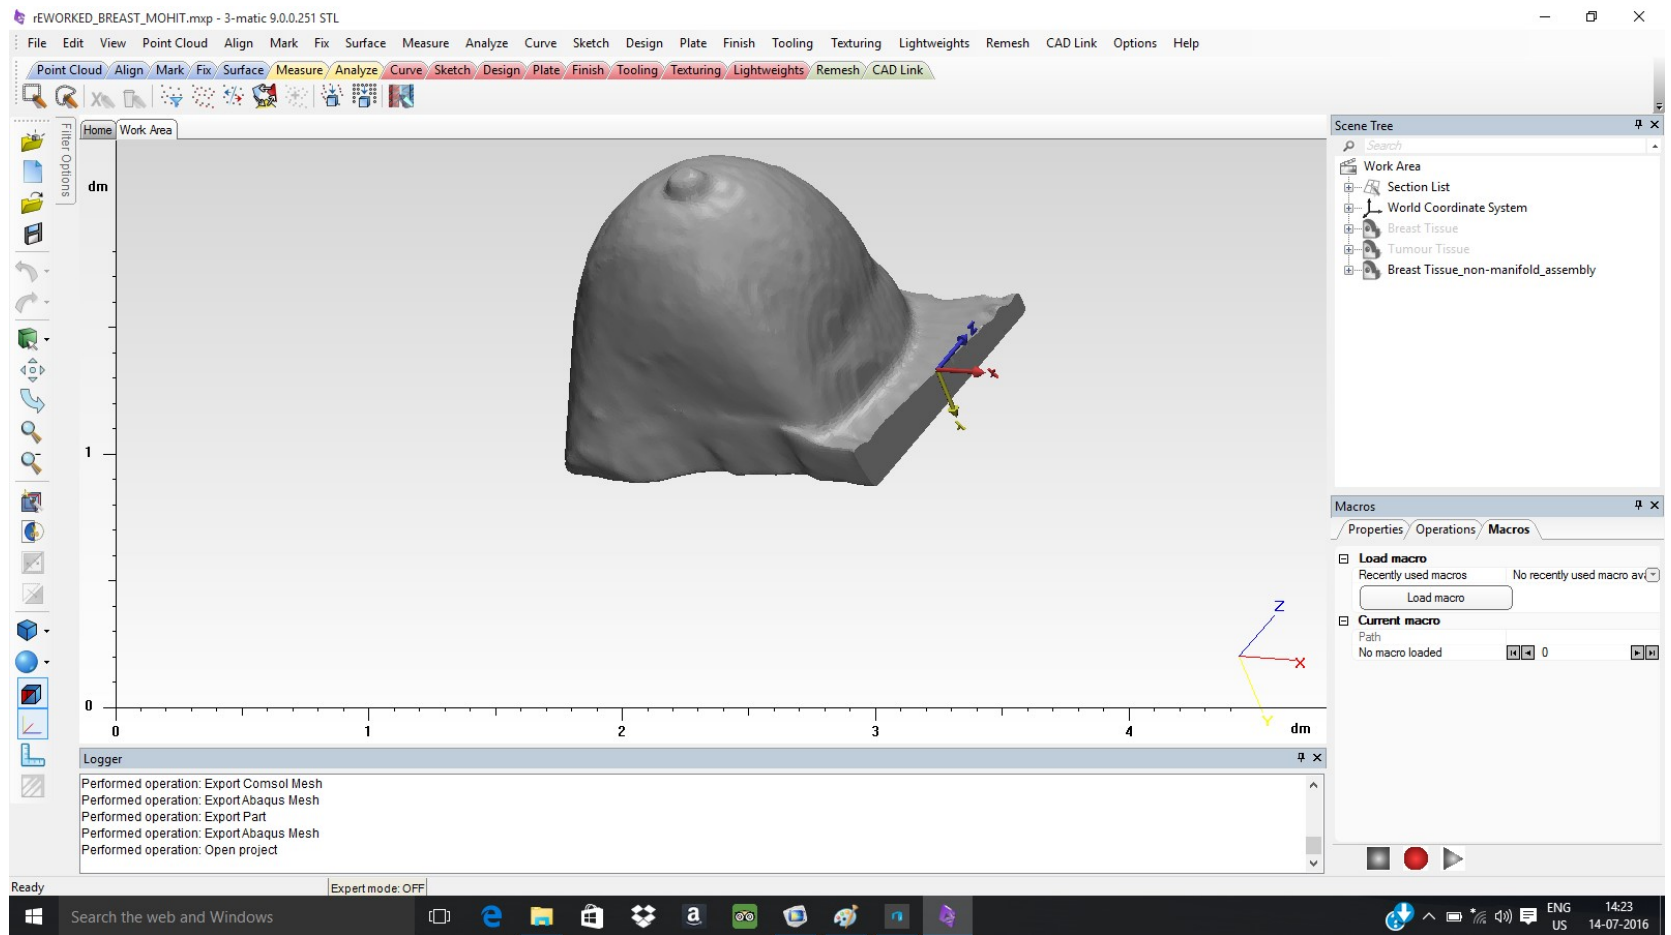 rEWORKED_BREAST_MOHIT.mxp - 3-matic 9.0.0.251 STL
File Edit View Point Cloud Align Mark Fix Surface Measure Analyze Curve Sketch Design Plate Finish Tooling Texturing Lightweights Remesh CAD Link Options Help
Point Cloud Align Mark Fix Surface Measure Analyze Curve Sketch Design Plate Finish Tooling Texturing Lightweights Remesh CAD Link
Filter Options
Home Work Area
dm
1
0
0 1 2 3 4 dm
Z
X
Y
Z
X
Y
Scene Tree
Search
Work Area
Section List
World Coordinate System
Breast Tissue
Tumour Tissue
Breast Tissue_non-manifold_assembly
Macros
Properties Operations Macros
Load macro
Recently used macros No recently used macro ava
Load macro
Current macro
Path
No macro loaded 0
Logger
Performed operation: Export Comsol Mesh
Performed operation: Export Abaqus Mesh
Performed operation: Export Part
Performed operation: Export Abaqus Mesh
Performed operation: Open project
Ready Expert mode: OFF
Search the web and Windows
ENG
US
14:23
14-07-2016